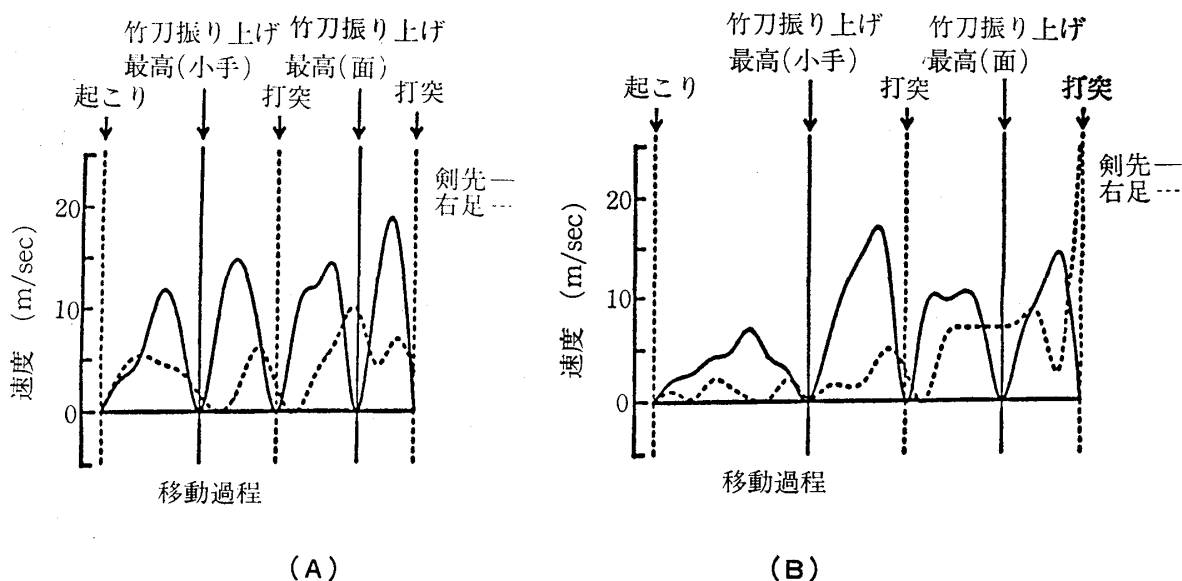 竹刀振り上げ 竹刀振り上げ
最高(小手) 最高(面)
起こり 打突 打突
剣先—
右足---
速度 (m/sec)
20
10
0
移動過程
(A)
竹刀振り上げ 竹刀振り上げ
最高(小手) 最高(面)
起こり 打突 打突
剣先—
右足---
速度 (m/sec)
20
10
0
移動過程
(B)